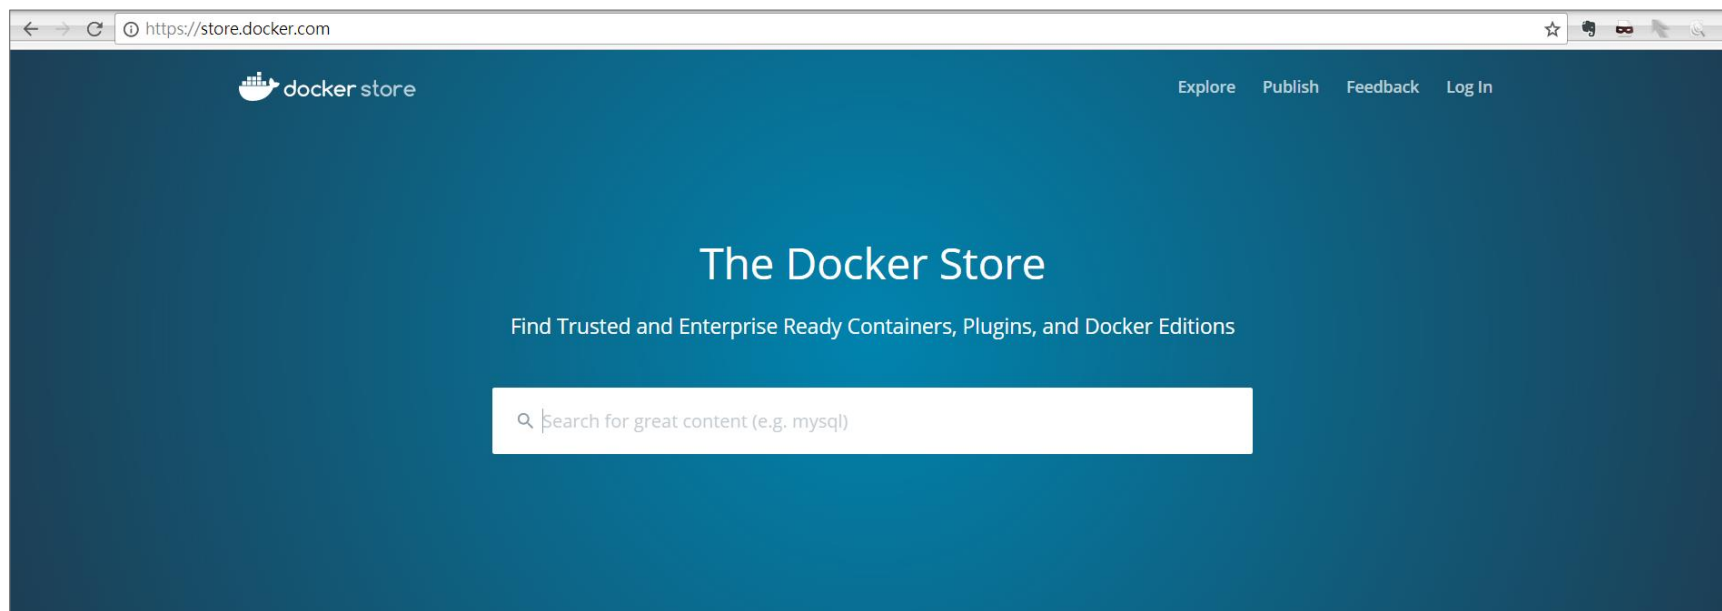 https://store.docker.com
docker store
Explore Publish Feedback Log In
The Docker Store
Find Trusted and Enterprise Ready Containers, Plugins, and Docker Editions
Search for great content (e.g. mysql)